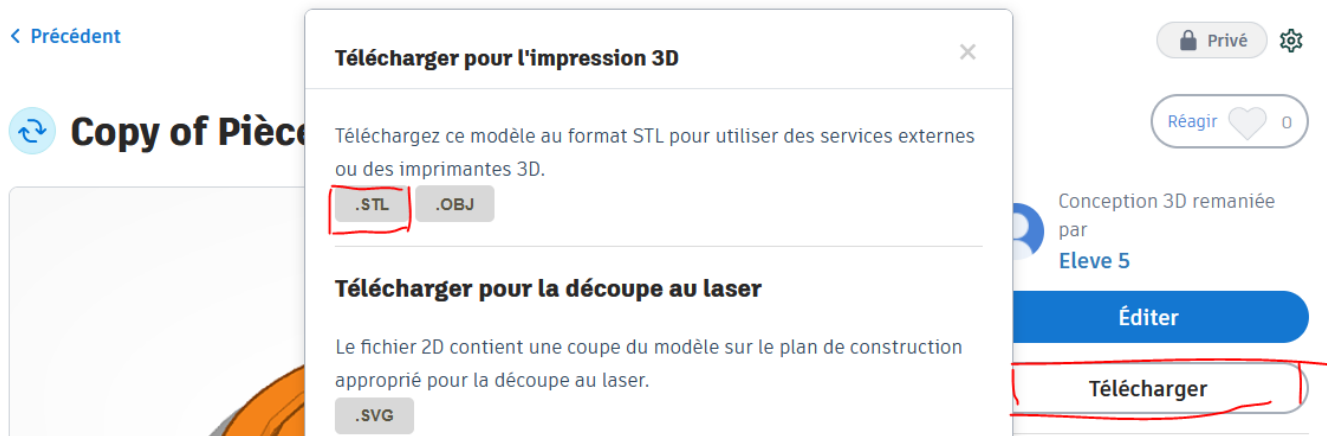 Précédent
Copy of Pièce
Télécharger pour l'impression 3D
Téléchargez ce modèle au format STL pour utiliser des services externes
ou des imprimantes 3D.
.STL .OBJ
Télécharger pour la découpe au laser
Le fichier 2D contient une coupe du modèle sur le plan de construction
approprié pour la découpe au laser.
.SVG
Privé
Réagir 0
Conception 3D remaniée
par
Eleve 5
Éditer
Télécharger